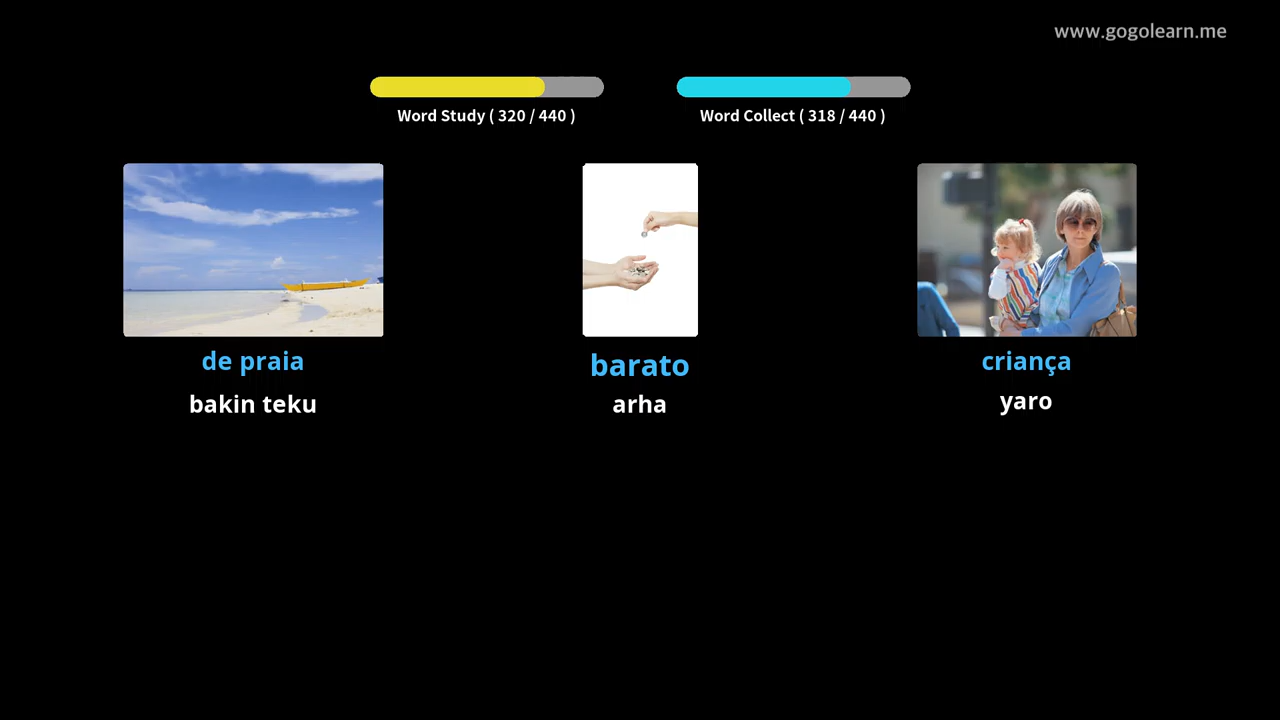 www.gogolearn.me
Word Study ( 320 / 440 )
Word Collect ( 318 / 440 )
de praia
bakin teku
barato
arha
criança
yaro